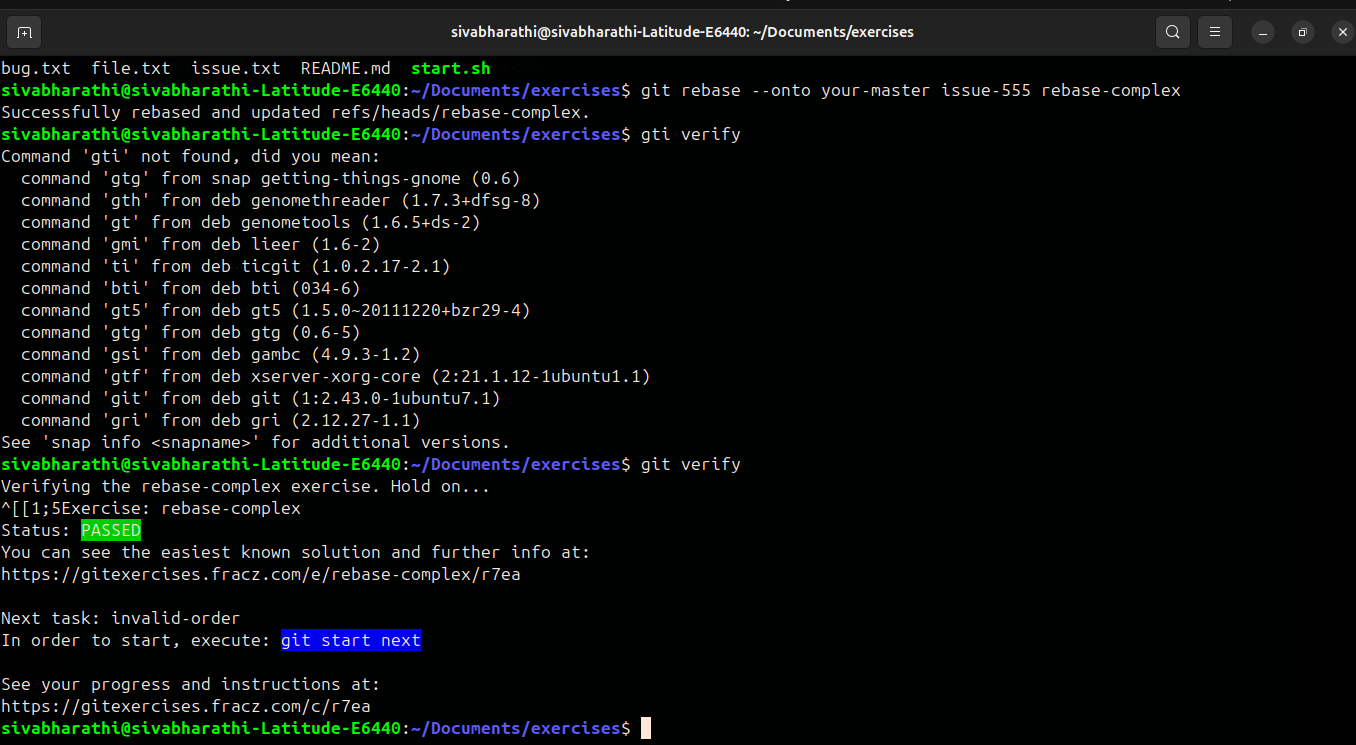 sivabharathi@sivabharathi-Latitude-E6440: ~/Documents/exercises
bug.txt  file.txt  issue.txt  README.md  start.sh
sivabharathi@sivabharathi-Latitude-E6440:~/Documents/exercises$ git rebase --onto your-master issue-555 rebase-complex
Successfully rebased and updated refs/heads/rebase-complex.
sivabharathi@sivabharathi-Latitude-E6440:~/Documents/exercises$ gti verify
Command 'gti' not found, did you mean:
  command 'gtg' from snap getting-things-gnome (0.6)
  command 'gth' from deb genomethreader (1.7.3+dfsg-8)
  command 'gt' from deb genometools (1.6.5+ds-2)
  command 'gmi' from deb lieer (1.6-2)
  command 'ti' from deb ticgit (1.0.2.17-2.1)
  command 'bti' from deb bti (034-6)
  command 'gt5' from deb gt5 (1.5.0~20111220+bzr29-4)
  command 'gtg' from deb gtg (0.6-5)
  command 'gsi' from deb gambc (4.9.3-1.2)
  command 'gtf' from deb xserver-xorg-core (2:21.1.12-1ubuntu1.1)
  command 'git' from deb git (1:2.43.0-1ubuntu7.1)
  command 'gri' from deb gri (2.12.27-1.1)
See 'snap info <snapname>' for additional versions.
sivabharathi@sivabharathi-Latitude-E6440:~/Documents/exercises$ git verify
Verifying the rebase-complex exercise. Hold on...
^[[1;5Exercise: rebase-complex
Status: PASSED
You can see the easiest known solution and further info at:
https://gitexercises.fracz.com/e/rebase-complex/r7ea
Next task: invalid-order
In order to start, execute: git start next
See your progress and instructions at:
https://gitexercises.fracz.com/c/r7ea
sivabharathi@sivabharathi-Latitude-E6440:~/Documents/exercises$